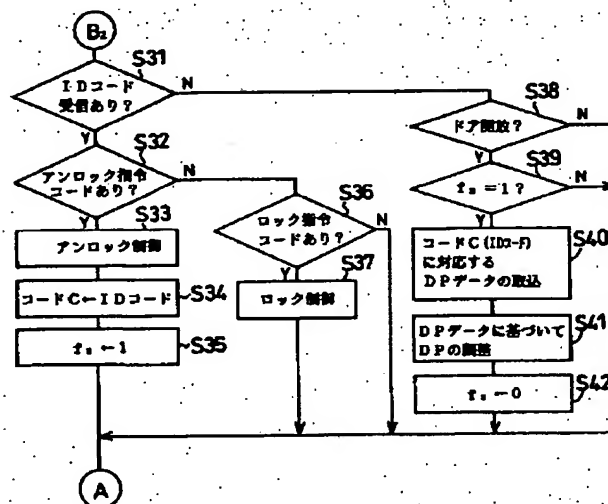 B₂
S31
IDコード
受信あり?
N
Y
S32
アンロック指令
コードあり?
N
Y
S33
アンロック制御
コードC←IDコード
S34
S35
←1
S36
ロック指令
コードあり?
N
Y
S37
ロック制御
S38
ドア開放?
N
Y
S39
=1?
N
Y
コードC(IDコード)
に対応する
DPデータの取込
S40
S41
DPデータに基づいて
DPの調整
S42
←0
A